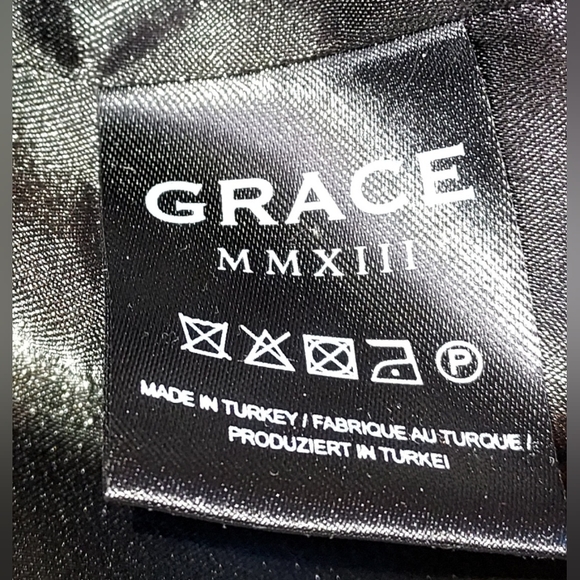 GRACE
MMXIII
P
MADE IN TURKEY / FABRIQUE AU TURQUE /
PRODUZIERT IN TURKEI